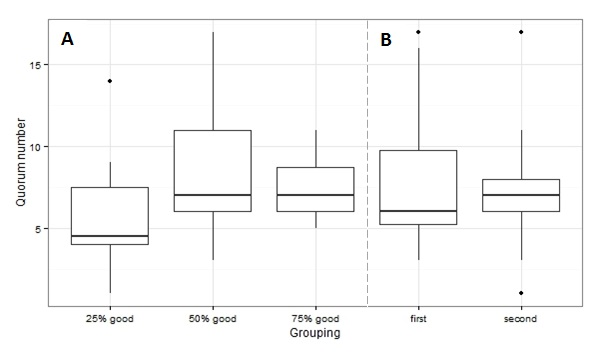 A
B
15
10
5
Quorum number
25% good
50% good
75% good
first
second
Grouping